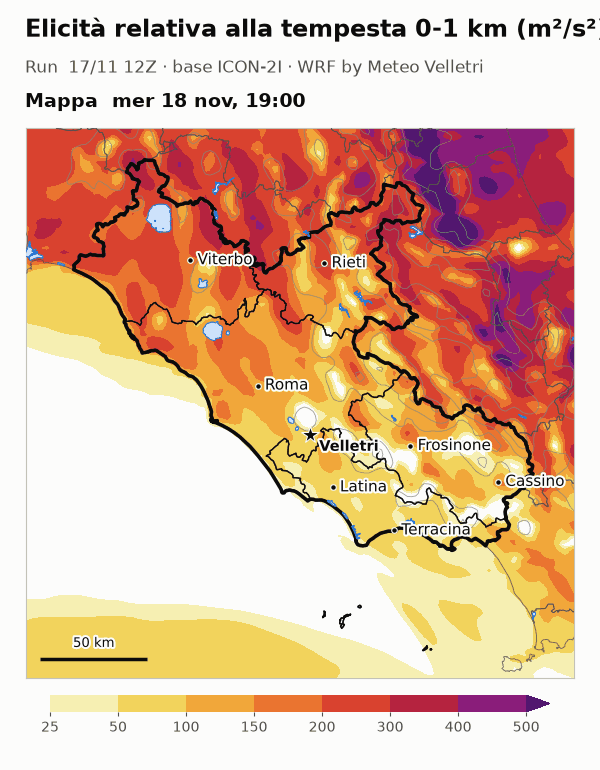 Elicità relativa alla tempesta 0-1 km (m²/s²)
Run  17/11 12Z · base ICON-2I · WRF by Meteo Velletri
Mappa  mer 18 nov, 19:00
Viterbo
Rieti
Roma
Velletri
Frosinone
Latina
Cassino
Terracina
50 km
25 50 100 150 200 300 400 500